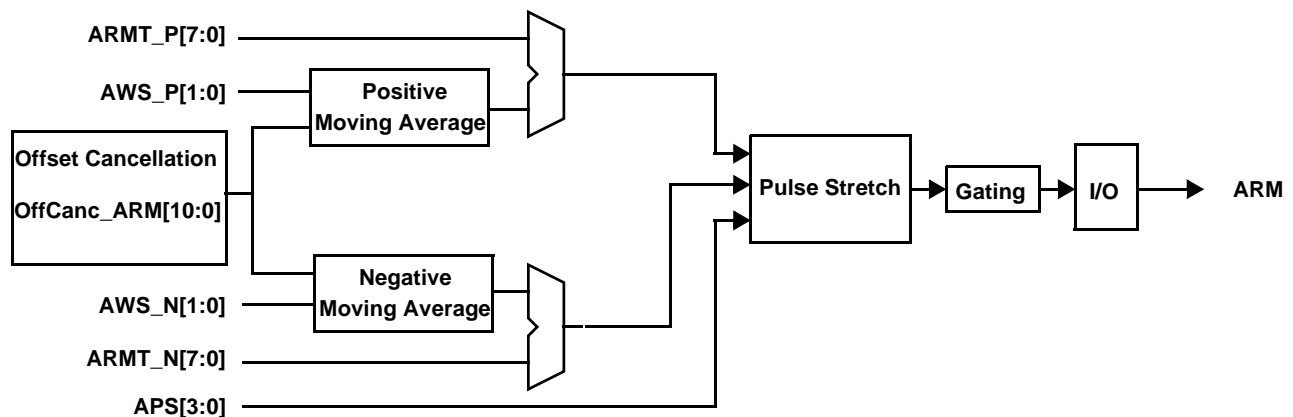 ARMT_P[7:0]
AWS_P[1:0]
Positive
Moving Average
Offset Cancellation
OffCanc_ARM[10:0]
Pulse Stretch
Gating
I/O
ARM
Negative
Moving Average
AWS_N[1:0]
ARMT_N[7:0]
APS[3:0]